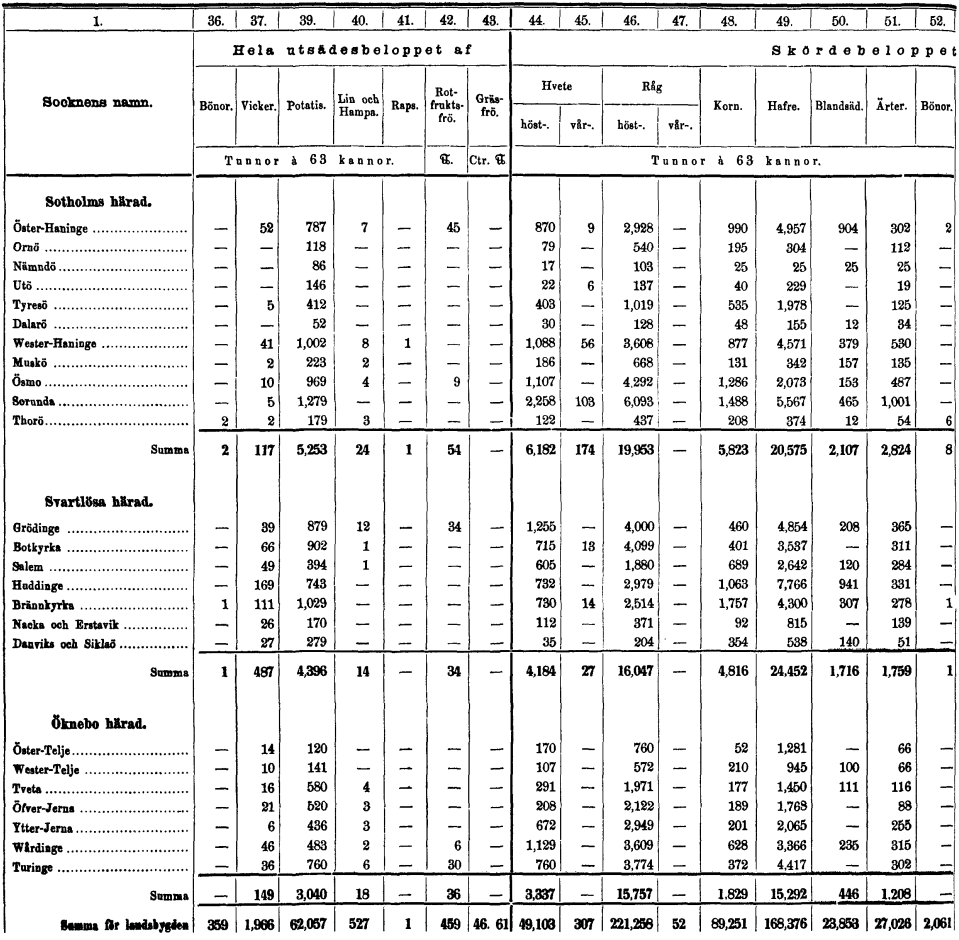 1. 36. 37. 39. 40. 41. 42. 43. 44. 45. 46. 47. 48. 49. 50. 51. 52.
Hela utsädesbeloppet af Skördebeloppet
Socknens namn. Bönor. Vicker. Potatis. Lin och Hampa. Raps. Rot-frukts-frö. Gräs-frö. Hvete Råg Korn. Hafre. Blandsäd. Ärter. Bönor.
höst-. vår-. höst-. vår-.
Tunnor à 63 kannor. ℔. Ctr. ℔ Tunnor à 63 kannor.
Sotholms härad.
Öster-Haninge — 52 787 7 — 45 — 870 9 2,928 — 990 4,957 904 302 2
Ornö — — 118 — — — — 79 — 540 — 195 304 — 112 —
Nämndö — — 86 — — — — 17 — 103 — 25 25 25 25 —
Utö — — 146 — — — — 22 6 137 — 40 229 — 19 —
Tyresö — 5 412 — — — — 403 — 1,019 — 535 1,978 — 125 —
Dalarö — — 52 — — — — 30 — 128 — 48 155 12 34 —
Wester-Haninge — 41 1,002 8 1 — — 1,088 56 3,608 — 877 4,571 379 530 —
Muskö — 2 223 2 — — — 186 — 668 — 131 342 157 135 —
Ösmo — 10 969 4 — 9 — 1,107 — 4,292 — 1,286 2,073 153 487 —
Sorunda — 5 1,279 — — — — 2,258 103 6,093 — 1,488 5,567 465 1,001 —
Thorö 2 2 179 3 — — — 122 — 437 — 208 374 12 54 6
Summa 2 117 5,253 24 1 54 — 6,182 174 19,953 — 5,823 20,575 2,107 2,824 8
Svartlösa härad.
Grödinge — 39 879 12 — 34 — 1,255 — 4,000 — 460 4,854 208 365 —
Botkyrka — 66 902 1 — — — 715 13 4,099 — 401 3,537 — 311 —
Salem — 49 394 1 — — — 605 — 1,880 — 689 2,642 120 284 —
Huddinge — 169 743 — — — — 732 — 2,979 — 1,063 7,766 941 331 —
Brännkyrka 1 111 1,029 — — — — 730 14 2,514 — 1,757 4,300 307 278 1
Nacka och Erstavik — 26 170 — — — — 112 — 371 — 92 815 — 139 —
Danviks och Siklaö — 27 279 — — — — 35 — 204 — 354 538 140 51 —
Summa 1 487 4,396 14 — 34 — 4,184 27 16,047 — 4,816 24,452 1,716 1,759 1
Öknebo härad.
Öster-Telje — 14 120 — — — — 170 — 760 — 52 1,281 — 66 —
Wester-Telje — 10 141 — — — — 107 — 572 — 210 945 100 66 —
Tveta — 16 580 4 — — — 291 — 1,971 — 177 1,450 111 116 —
Öfver-Jerna — 21 520 3 — — — 208 — 2,122 — 189 1,768 — 88 —
Ytter-Jerna — 6 436 3 — — — 672 — 2,949 — 201 2,065 — 255 —
Wårdinge — 46 483 2 — 6 — 1,129 — 3,609 — 628 3,366 235 315 —
Turinge — 36 760 6 — 30 — 760 — 3,774 — 372 4,417 — 302 —
Summa — 149 3,040 18 — 36 — 3,337 — 15,757 — 1.829 15,292 446 1.208 —
Summa för landsbygden 359 1,966 62,057 527 1 459 46. 61 49,103 307 221,258 52 89,251 168,376 23,853 27,026 2,061